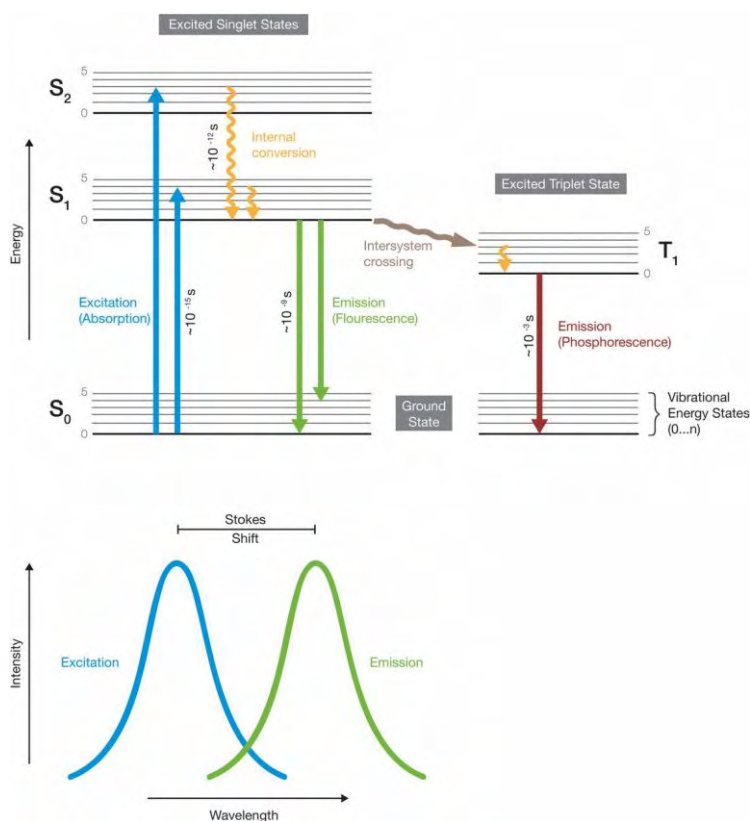 Excited Singlet States
S2
5
0
~10 -12 s
Internal
conversion
S1
5
0
Excited Triplet State
Intersystem
crossing
5
0
T1
Energy
Excitation
(Absorption)
~10 -15 s
~10 -9 s
Emission
(Flourescence)
~10 -3 s
Emission
(Phosphorescence)
S0
5
0
Ground
State
Vibrational
Energy States
(0...n)
Stokes
Shift
Intensity
Excitation
Emission
Wavelength